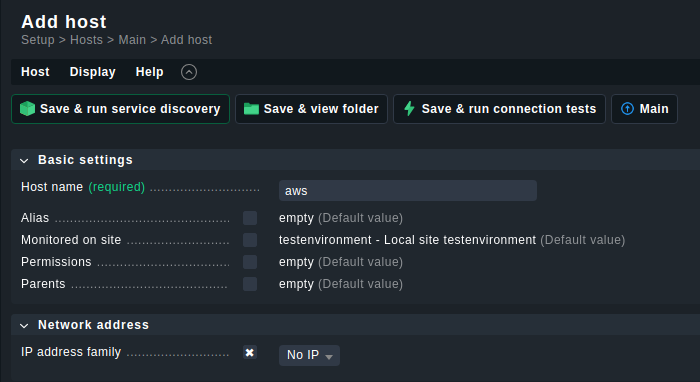 Add host
Setup > Hosts > Main > Add host
Host Display Help
Save & run service discovery Save & view folder Save & run connection tests Main
Basic settings
Host name (required) ............................ aws
Alias ............................................ empty (Default value)
Monitored on site .......................... testenvironment - Local site testenvironment (Default value)
Permissions ................................. empty (Default value)
Parents ....................................... empty (Default value)
Network address
IP address family .......................... No IP